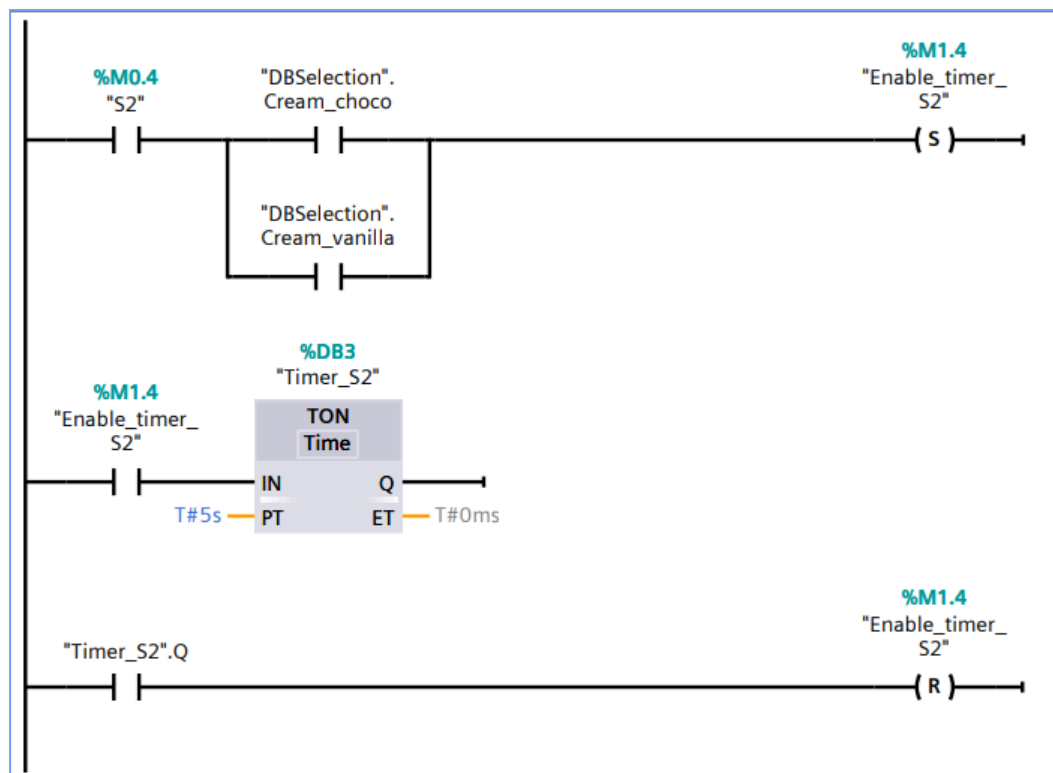 %M0.4
"S2"
"DBSelection".
Cream_choco
%M1.4
"Enable_timer_
S2"
( S )
"DBSelection".
Cream_vanilla
%DB3
"Timer_S2"
%M1.4
"Enable_timer_
S2"
TON
Time
IN Q
T#5s PT ET T#0ms
%M1.4
"Enable_timer_
S2"
"Timer_S2".Q
( R )